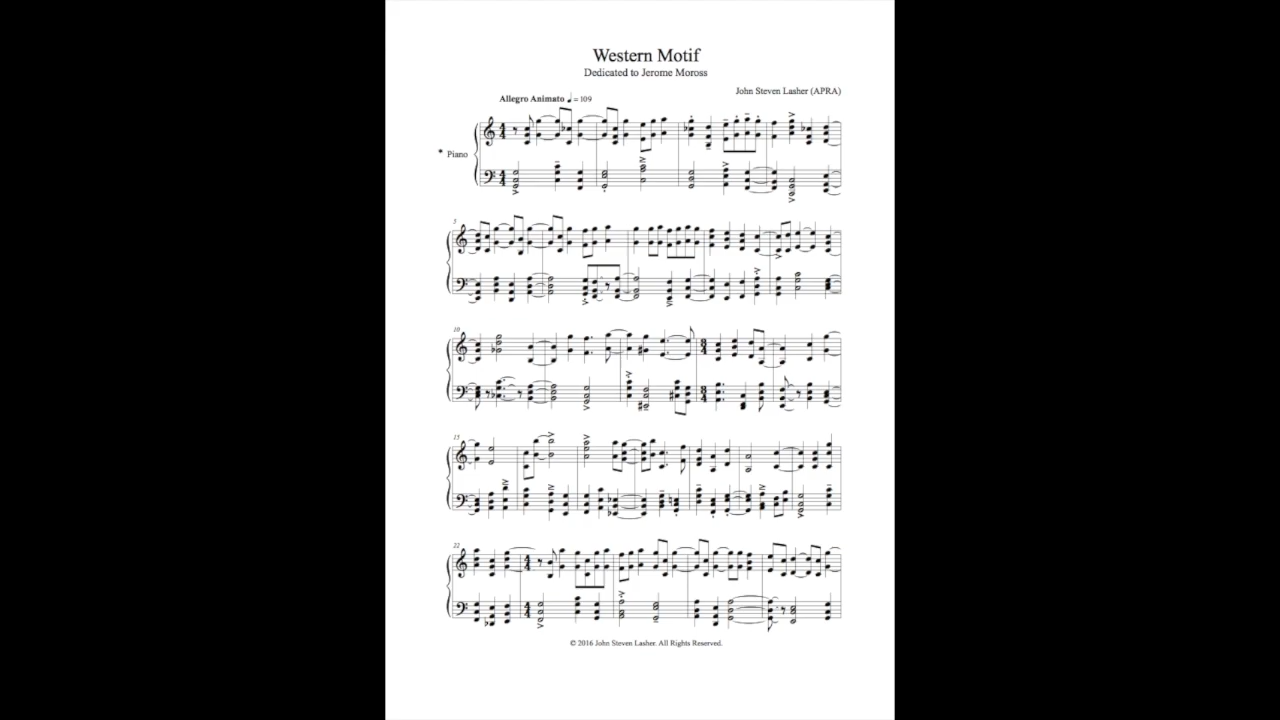 Western Motif
Dedicated to Jerome Moross
John Steven Lasher (APRA)
Allegro Animato ♩ = 109
* Piano
5
10
15
22
© 2016 John Steven Lasher. All Rights Reserved.